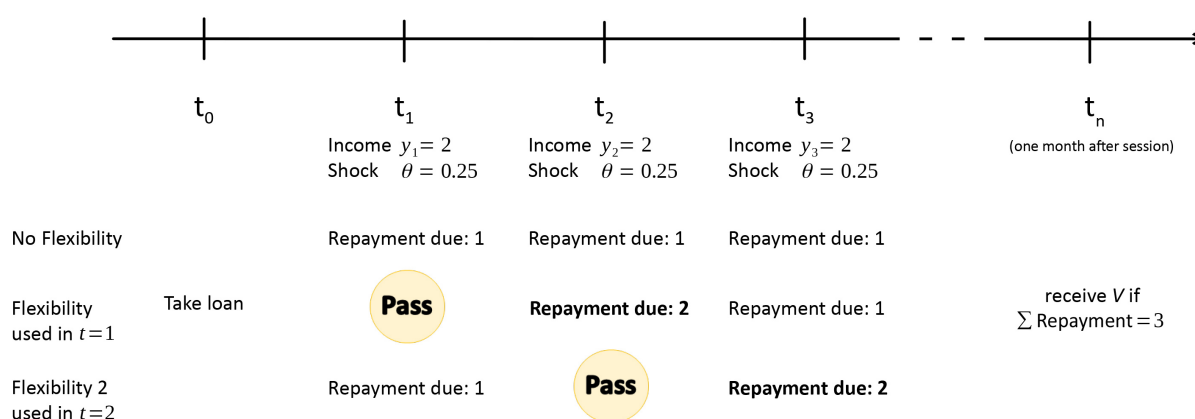 t₀ t₁ t₂ t₃ tₙ
Income y₁= 2 Income y₂= 2 Income y₃= 2 (one month after session)
Shock θ = 0.25 Shock θ = 0.25 Shock θ = 0.25
No Flexibility Repayment due: 1 Repayment due: 1 Repayment due: 1
Flexibility
used in t=1
Take loan
Pass
Repayment due: 2
Repayment due: 1
receive V if
∑ Repayment=3
Flexibility 2
used in t=2
Repayment due: 1
Pass
Repayment due: 2